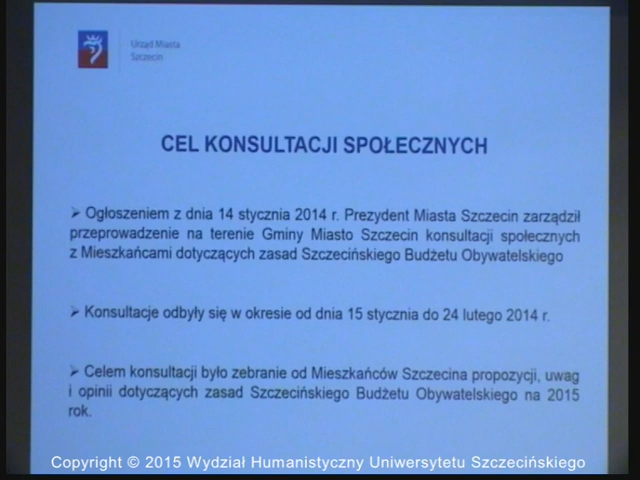 Urząd Miasta
Szczecin
CEL KONSULTACJI SPOŁECZNYCH
➢ Ogłoszeniem z dnia 14 stycznia 2014 r. Prezydent Miasta Szczecin zarządził
przeprowadzenie na terenie Gminy Miasto Szczecin konsultacji społecznych
z Mieszkańcami dotyczących zasad Szczecińskiego Budżetu Obywatelskiego
➢ Konsultacje odbyły się w okresie od dnia 15 stycznia do 24 lutego 2014 r.
➢ Celem konsultacji było zebranie od Mieszkańców Szczecina propozycji, uwag
i opinii dotyczących zasad Szczecińskiego Budżetu Obywatelskiego na 2015
rok.
Copyright © 2015 Wydział Humanistyczny Uniwersytetu Szczecińskiego